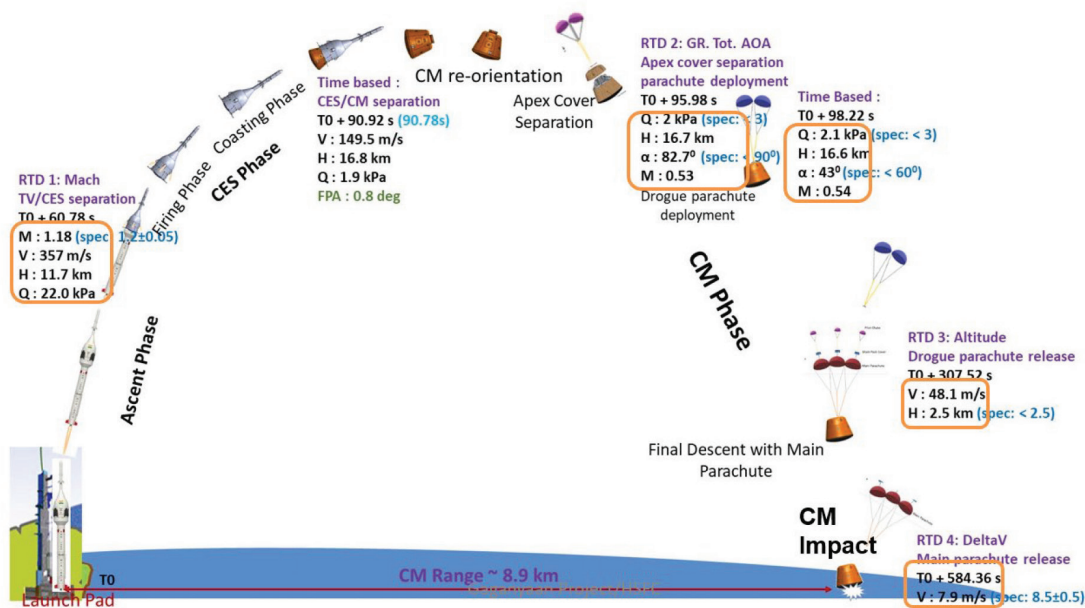 RTD 1: Mach
TV/CES separation
T0 + 60.78 s
M : 1.18 (spec: 1.2±0.05)
V : 357 m/s
H : 11.7 km
Q : 22.0 kPa
Ascent Phase
Firing Phase
Coasting Phase
CES Phase
Time based :
CES/CM separation
T0 + 90.92 s (90.78s)
V : 149.5 m/s
H : 16.8 km
Q : 1.9 kPa
FPA : 0.8 deg
CM re-orientation
Apex Cover
Separation
RTD 2: GR. Tot. AOA
Apex cover separation
parachute deployment
T0 + 95.98 s
Q : 2 kPa (spec: < 3)
H : 16.7 km
α : 82.7⁰ (spec: < 90⁰)
M : 0.53
Drogue parachute
deployment
Time Based :
T0 + 98.22 s
Q : 2.1 kPa (spec: < 3)
H : 16.6 km
α : 43⁰ (spec: < 60⁰)
M : 0.54
CM Phase
Main Parachute
RTD 3: Altitude
Drogue parachute release
T0 + 307.52 s
V : 48.1 m/s
H : 2.5 km (spec: < 2.5)
Final Descent with Main
Parachute
CM
Impact
RTD 4: DeltaV
Main parachute release
T0 + 584.36 s
V : 7.9 m/s (spec: 8.5±0.5)
T0
CM Range ~ 8.9 km
Launch Pad